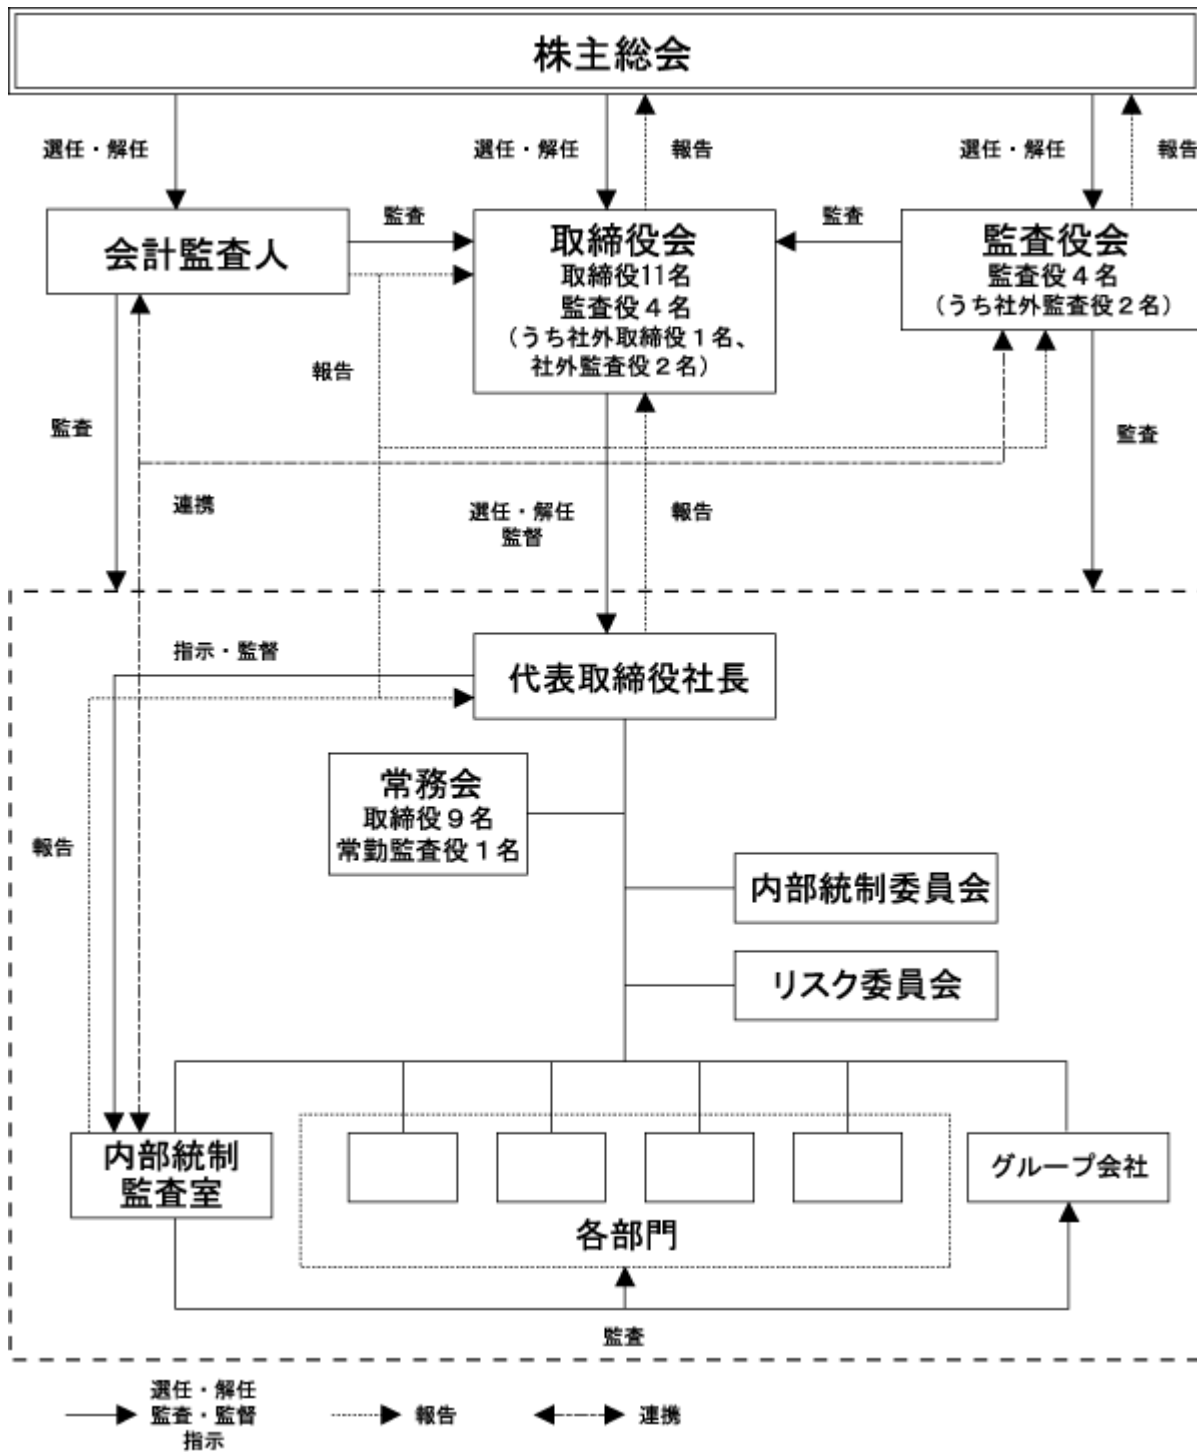 株主総会
選任・解任
選任・解任
報告
選任・解任
報告
会計監査人
監査
取締役会
取締役11名
監査役４名
（うち社外取締役１名、
社外監査役２名）
監査
監査役会
監査役４名
（うち社外監査役２名）
報告
監査
監査
連携
選任・解任
監督
報告
指示・監督
代表取締役社長
常務会
取締役９名
常勤監査役１名
報告
内部統制委員会
リスク委員会
内部統制
監査室
各部門
グループ会社
監査
選任・解任
監査・監督
指示
報告
連携